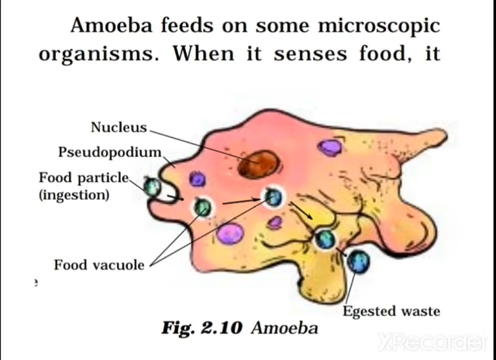 Amoeba feeds on some microscopic
organisms. When it senses food, it
Nucleus
Pseudopodium
Food particle
(ingestion)
Food vacuole
e
Egested waste
Fig. 2.10 Amoeba
XRecorder